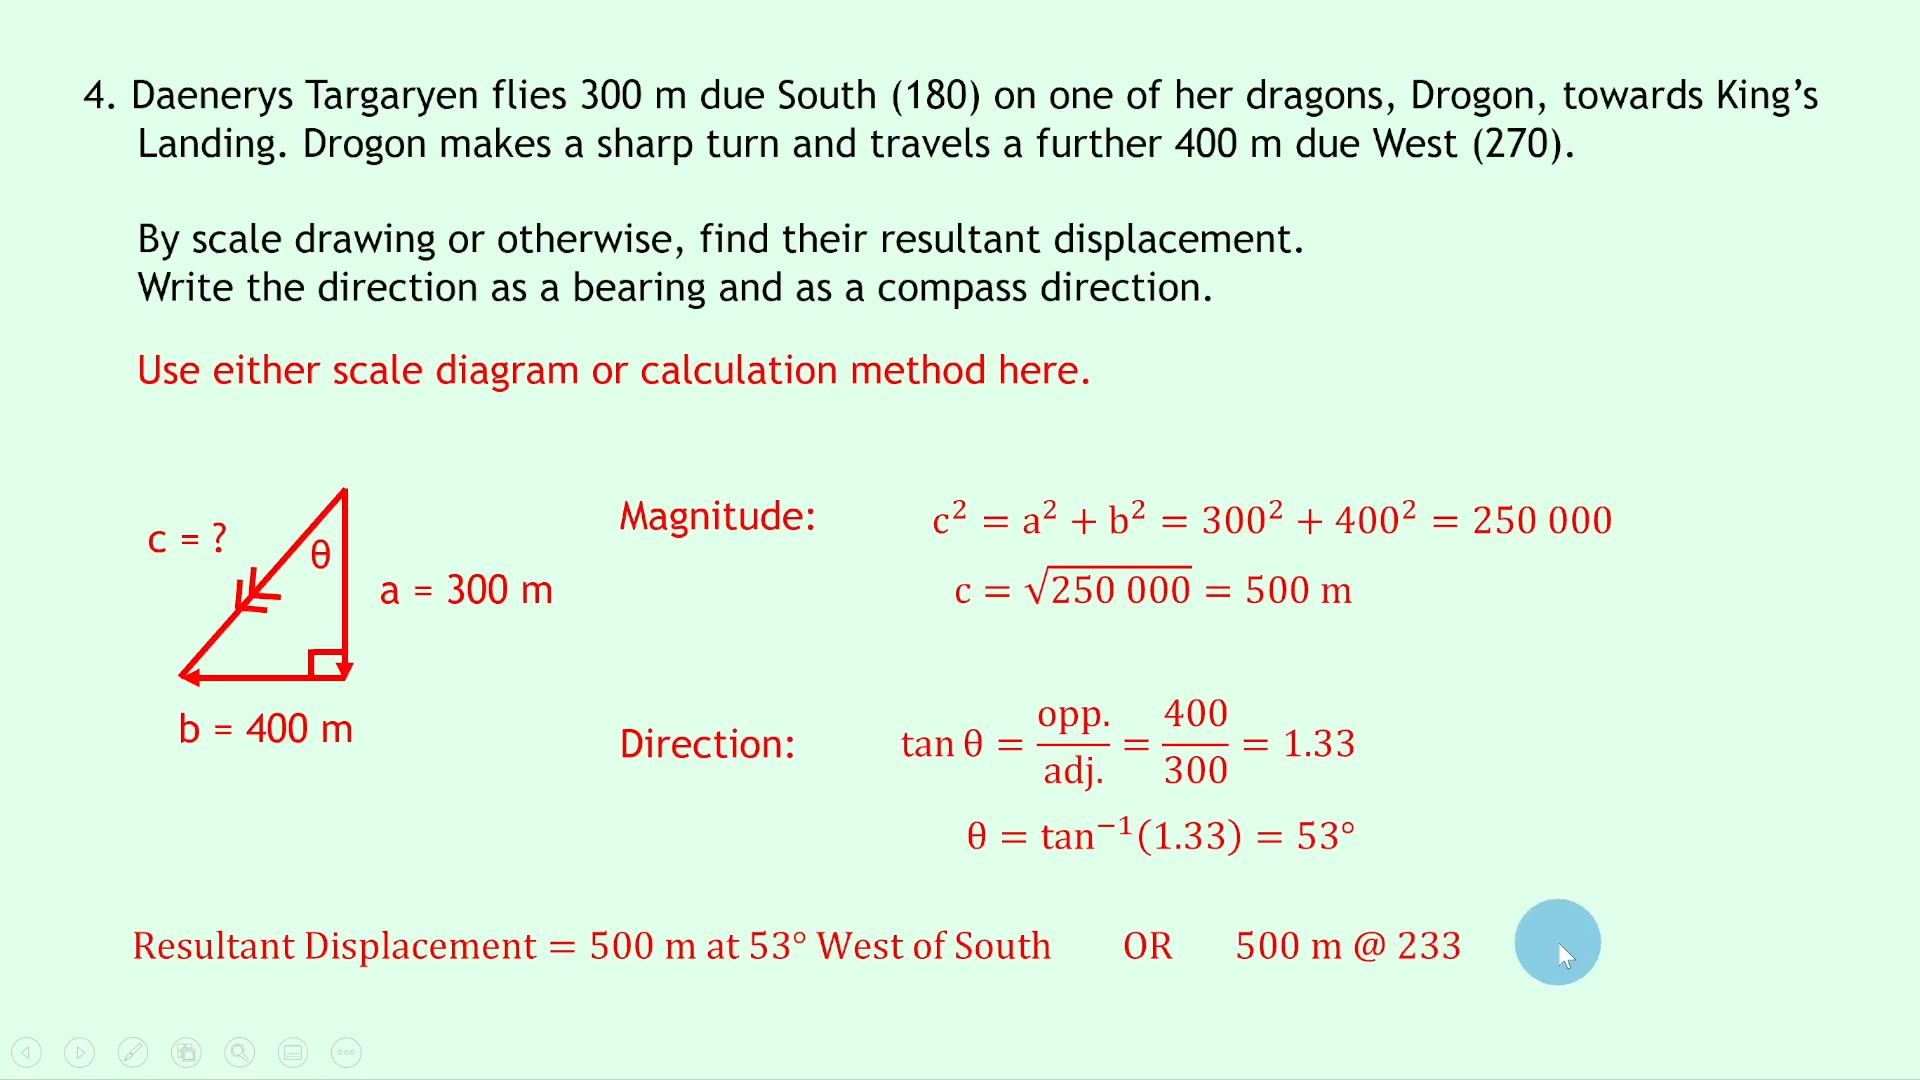 4. Daenerys Targaryen flies 300 m due South (180) on one of her dragons, Drogon, towards King’s
Landing. Drogon makes a sharp turn and travels a further 400 m due West (270).
By scale drawing or otherwise, find their resultant displacement.
Write the direction as a bearing and as a compass direction.
Use either scale diagram or calculation method here.
c = ?
θ
a = 300 m
b = 400 m
Magnitude: c² = a² + b² = 300² + 400² = 250 000
c = √250 000 = 500 m
Direction: tan θ = opp./adj. = 400/300 = 1.33
θ = tan⁻¹(1.33) = 53°
Resultant Displacement = 500 m at 53° West of South OR 500 m @ 233